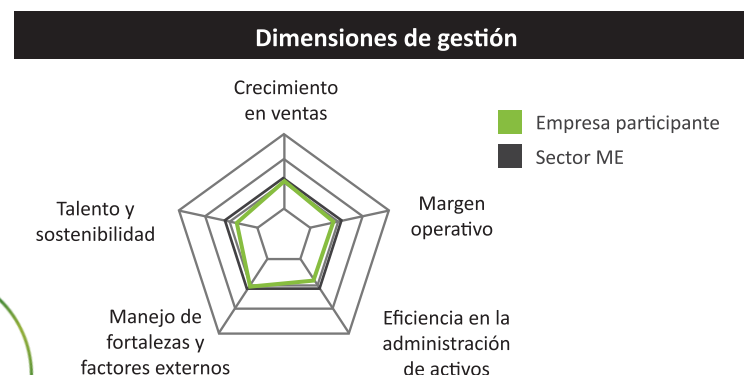 Dimensiones de gestión
Crecimiento
en ventas
Empresa participante
Sector ME
Talento y
sostenibilidad
Margen
operativo
Manejo de
fortalezas y
factores externos
Eficiencia en la
administración
de activos